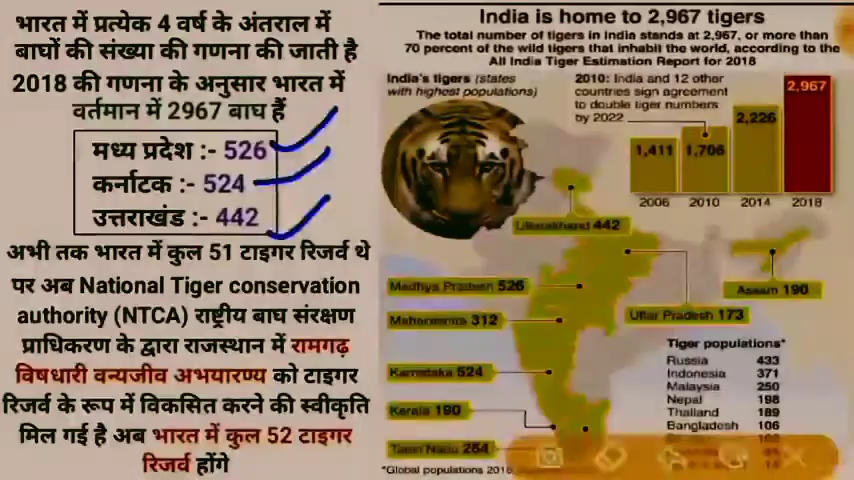 भारत में प्रत्येक 4 वर्ष के अंतराल में
बाघों की संख्या की गणना की जाती है
2018 की गणना के अनुसार भारत में
वर्तमान में 2967 बाघ हैं
मध्य प्रदेश :- 526
कर्नाटक :- 524
उत्तराखंड :- 442
अभी तक भारत में कुल 51 टाइगर रिजर्व थे
पर अब National Tiger conservation
authority (NTCA) राष्ट्रीय बाघ संरक्षण
प्राधिकरण के द्वारा राजस्थान में रामगढ़
विषधारी वन्यजीव अभयारण्य को टाइगर
रिजर्व के रूप में विकसित करने की स्वीकृति
मिल गई है अब भारत में कुल 52 टाइगर
रिजर्व होंगे
India is home to 2,967 tigers
The total number of tigers in India stands at 2,967, or more than
70 percent of the wild tigers that inhabit the world, according to the
All India Tiger Estimation Report for 2018
India's tigers (states
with highest populations)
2010: India and 12 other
countries sign agreement
to double tiger numbers
by 2022
1,411
1,706
2,226
2,967
2006
2010
2014
2018
Uttarakhand 442
Madhya Pradesh 526
Assam 190
Maharashtra 312
Uttar Pradesh 173
Karnataka 524
Kerala 190
Tamil Nadu 264
Tiger populations*
Russia 433
Indonesia 371
Malaysia 250
Nepal 198
Thailand 189
Bangladesh 106
*Global populations 2016